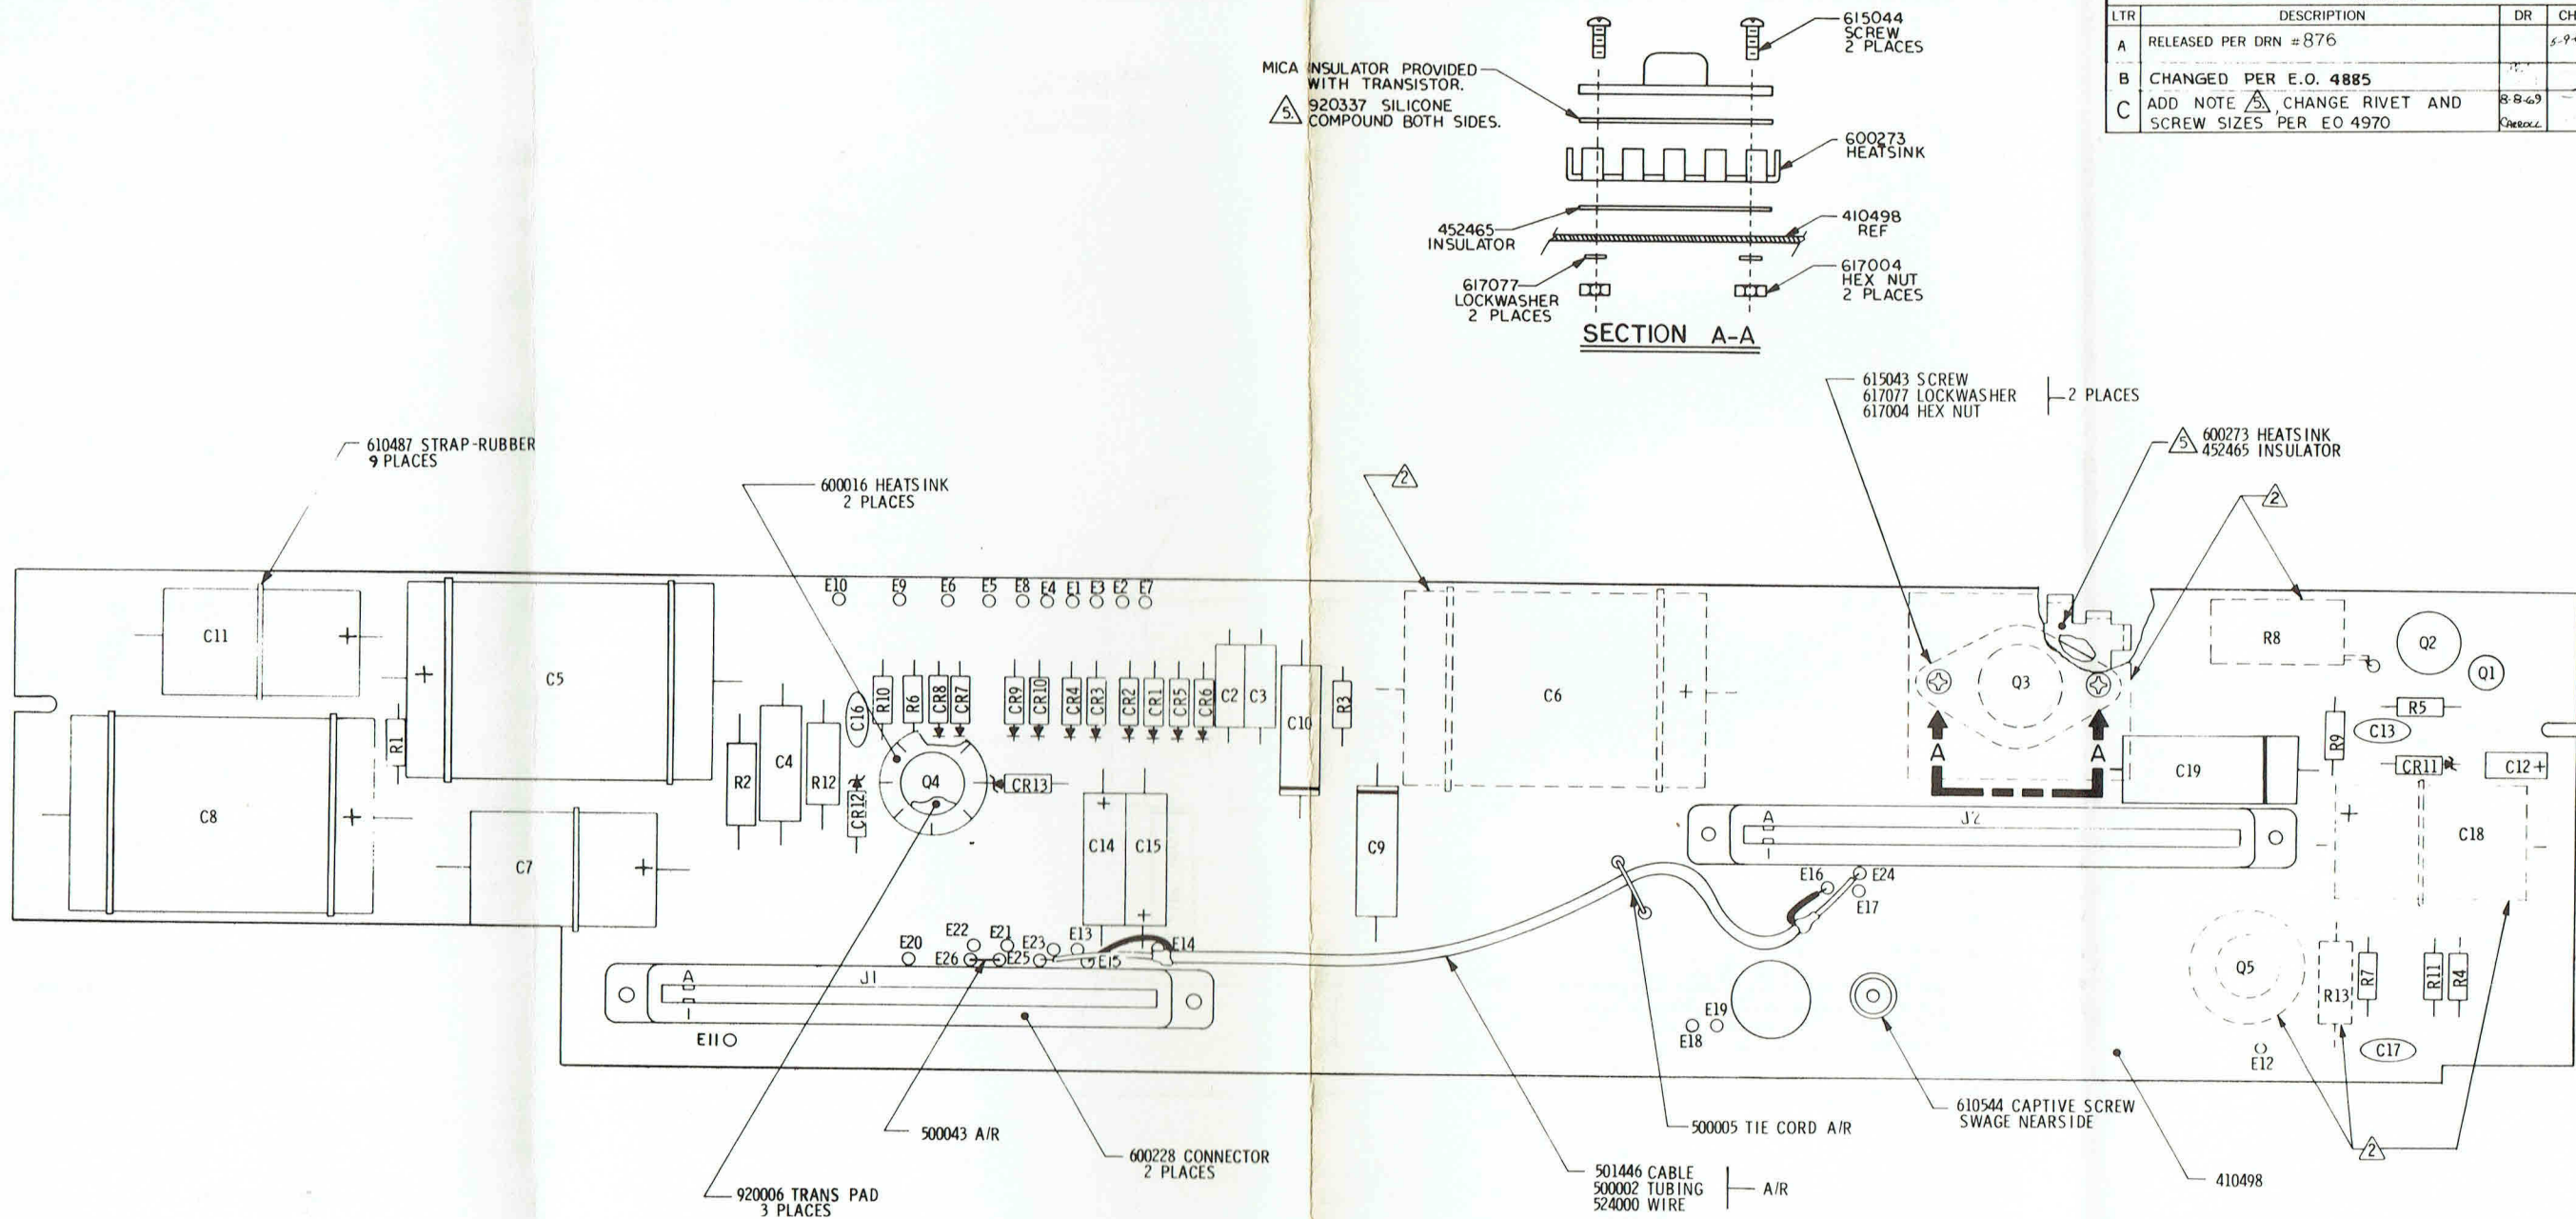 LTR DESCRIPTION DR CH
A RELEASED PER DRN #876
B CHANGED PER E.O. 4885
C ADD NOTE 5, CHANGE RIVET AND
SCREW SIZES PER EO 4970
8-8-69
CARROLL
615044
SCREW
2 PLACES
MICA INSULATOR PROVIDED
WITH TRANSISTOR.
5. 920337 SILICONE
COMPOUND BOTH SIDES.
600273
HEATSINK
452465
INSULATOR
410498
REF
617077
LOCKWASHER
2 PLACES
617004
HEX NUT
2 PLACES
SECTION A-A
615043 SCREW
617077 LOCKWASHER
617004 HEX NUT
2 PLACES
5 600273 HEATSINK
452465 INSULATOR
610487 STRAP-RUBBER
9 PLACES
600016 HEATSINK
2 PLACES
2
2
E10 E9 E6 E5 E8 E4 E1 E3 E2 E7
C11 +
+ C5
C8 +
R1
C7 +
R2
C4
R12
C16
CR12
R10
R6
CR8
CR7
Q4
CR13
CR9
CR10
CR4
CR3
CR2
CR1
CR5
CR6
C2
C3
C10
R3
+
C14
C15
+
C9
C6 +
Q3
A A
R8
Q2
Q1
R5
R9
C13
CR11
C12+
C19
+ C18
A J2
1
E16 E24
E17
E22 E21 E23 E13 E14
E20 E26 E25 E15
A J1
1
E11
E19
E18
Q5
R13
R7
R11
R4
E12
C17
500043 A/R
920006 TRANS PAD
3 PLACES
600228 CONNECTOR
2 PLACES
501446 CABLE
500002 TUBING
524000 WIRE
A/R
500005 TIE CORD A/R
610544 CAPTIVE SCREW
SWAGE NEARSIDE
2
410498